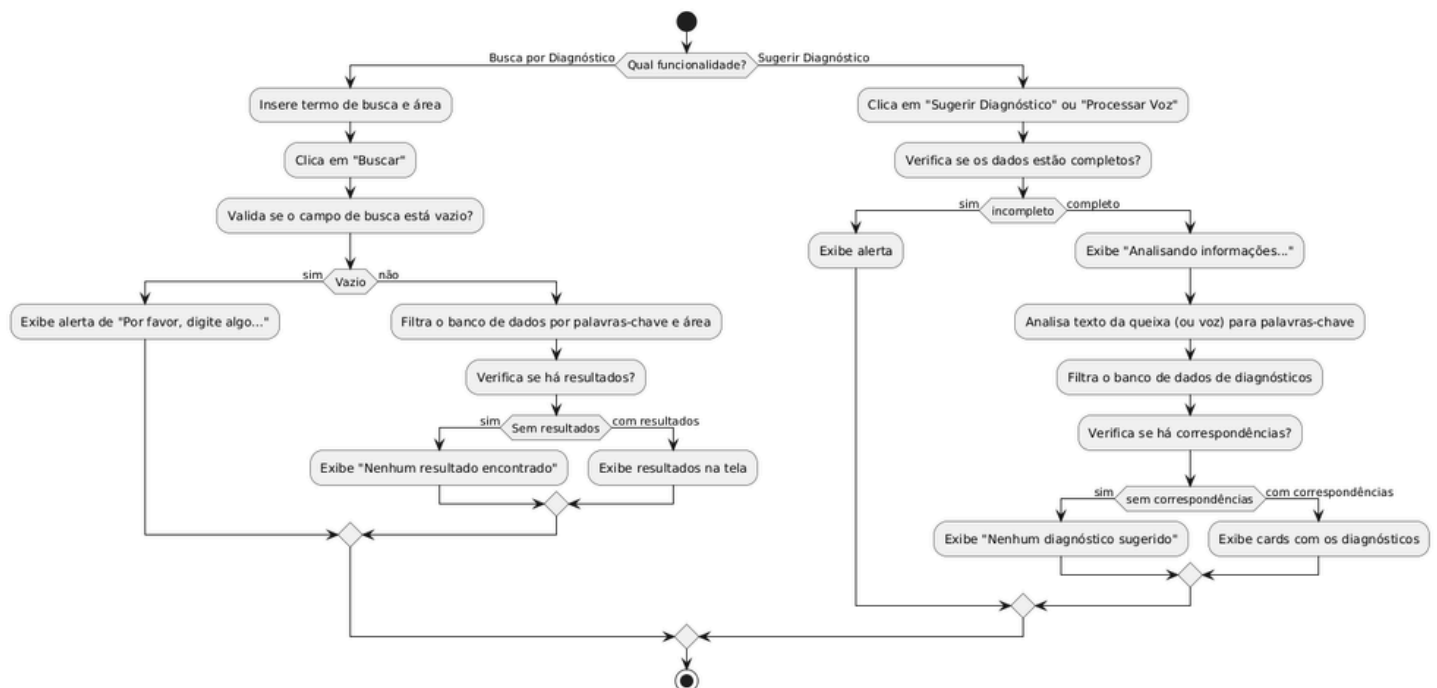 Busca por Diagnóstico
Qual funcionalidade?
Sugerir Diagnóstico
Insere termo de busca e área
Clica em "Buscar"
Valida se o campo de busca está vazio?
sim
Vazio
não
Exibe alerta de "Por favor, digite algo..."
Filtra o banco de dados por palavras-chave e área
Verifica se há resultados?
sim
Sem resultados
com resultados
Exibe "Nenhum resultado encontrado"
Exibe resultados na tela
Clica em "Sugerir Diagnóstico" ou "Processar Voz"
Verifica se os dados estão completos?
sim
incompleto
completo
Exibe alerta
Exibe "Analisando informações..."
Analisa texto da queixa (ou voz) para palavras-chave
Filtra o banco de dados de diagnósticos
Verifica se há correspondências?
sim
sem correspondências
com correspondências
Exibe "Nenhum diagnóstico sugerido"
Exibe cards com os diagnósticos